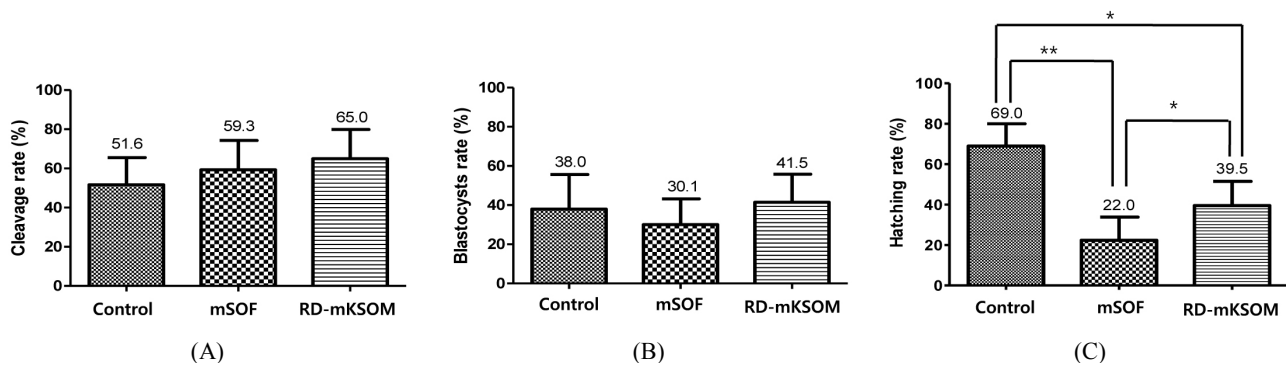 Cleavage rate (%)
100
80
60
40
20
0
51.6
59.3
65.0
Control
mSOF
RD-mKSOM
(A)
Blastocysts rate (%)
100
80
60
40
20
0
38.0
30.1
41.5
Control
mSOF
RD-mKSOM
(B)
Hatching rate (%)
100
80
60
40
20
0
*
**
*
69.0
22.0
39.5
Control
mSOF
RD-mKSOM
(C)